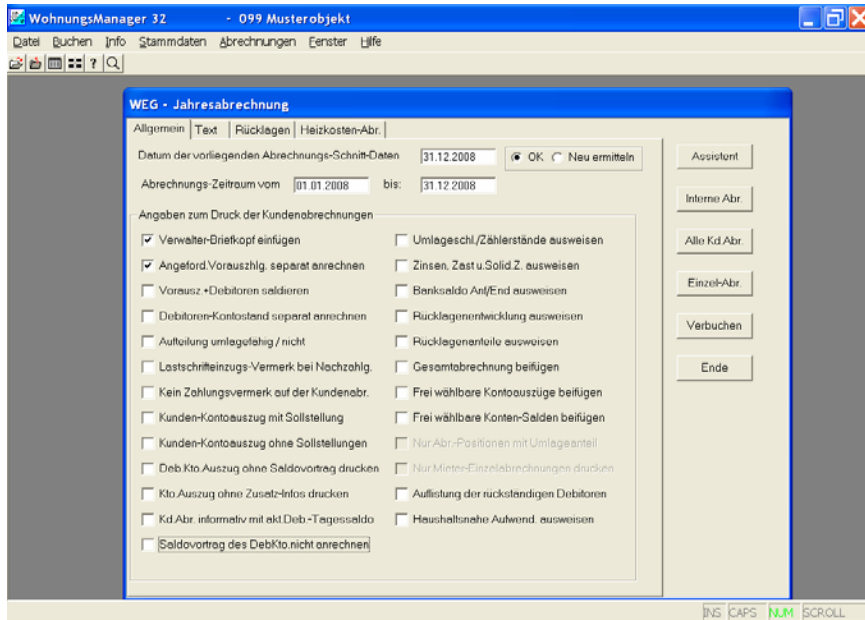 WohnungsManager 32 - 099 Musterobjekt
Datei Buchen Info Stammdaten Abrechnungen Fenster Hilfe
?
WEG - Jahresabrechnung
Allgemein Text Rücklagen Heizkosten-Abr.
Datum der vorliegenden Abrechnungs-Schnitt-Daten 31.12.2008 OK Neu ermitteln
Abrechnungs-Zeitraum vom 01.01.2008 bis: 31.12.2008
Angaben zum Druck der Kundenabrechnungen
Verwalter-Briefkopf einfügen
Angeford.Vorauszhlg. separat anrechnen
Vorausz.+Debitoren saldieren
Debitoren-Kontostand separat anrechnen
Aufteilung umlagefähig / nicht
Lastschrifteinzugs-Vermerk bei Nachzahlg.
Kein Zahlungsvermerk auf der Kundenabr.
Kunden-Kontoauszug mit Sollstellung
Kunden-Kontoauszug ohne Sollstellungen
Deb.Kto.Auszug ohne Saldovortrag drucken
Kto.Auszug ohne Zusatz-Infos drucken
Kd.Abr. informativ mit akt.Deb.-Tagessaldo
Saldovortrag des DebKto.nicht anrechnen
Umlageschl./Zählerstände ausweisen
Zinsen, Zast u.Solid.Z. ausweisen
Banksaldo Anf/End ausweisen
Rücklagenentwicklung ausweisen
Rücklagenanteile ausweisen
Gesamtabrechnung beifügen
Frei wählbare Kontoauszüge beifügen
Frei wählbare Konten-Salden beifügen
Nur Abr.-Positionen mit Umlageanteil
Nur Mieter-Einzelabrechnungen drucken
Auflistung der rückständigen Debitoren
Haushaltsnahe Aufwend. ausweisen
Assistent
Interne Abr.
Alle Kd.Abr.
Einzel-Abr.
Verbuchen
Ende
INS CAPS NUM SCROLL